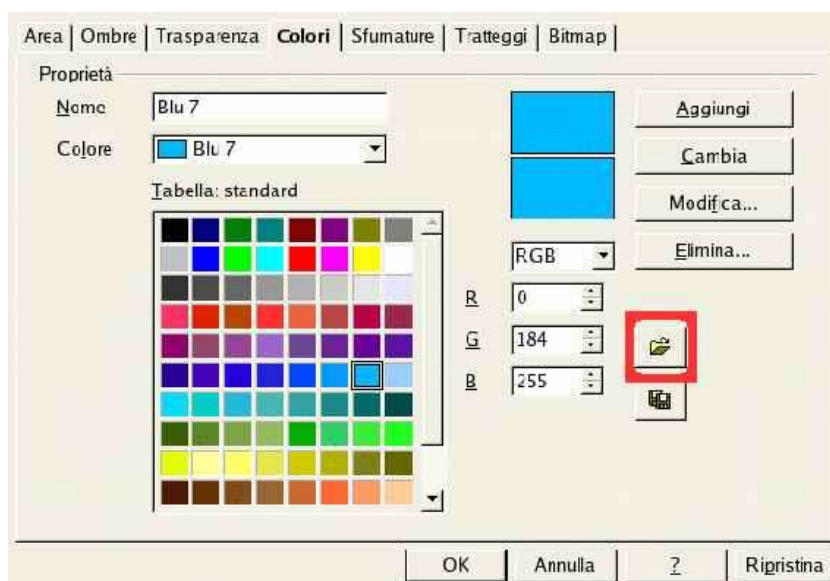 Area | Ombre | Trasparenza | Colori | Sfumature | Tratteggi | Bitmap
Proprietà
Nome
Blu 7
Aggiungi
Colore
Blu 7
Cambia
Tabella: standard
Modifica...
RGB
Elimina...
R
0
G
184
B
255
OK
Annulla
?
Ripristina